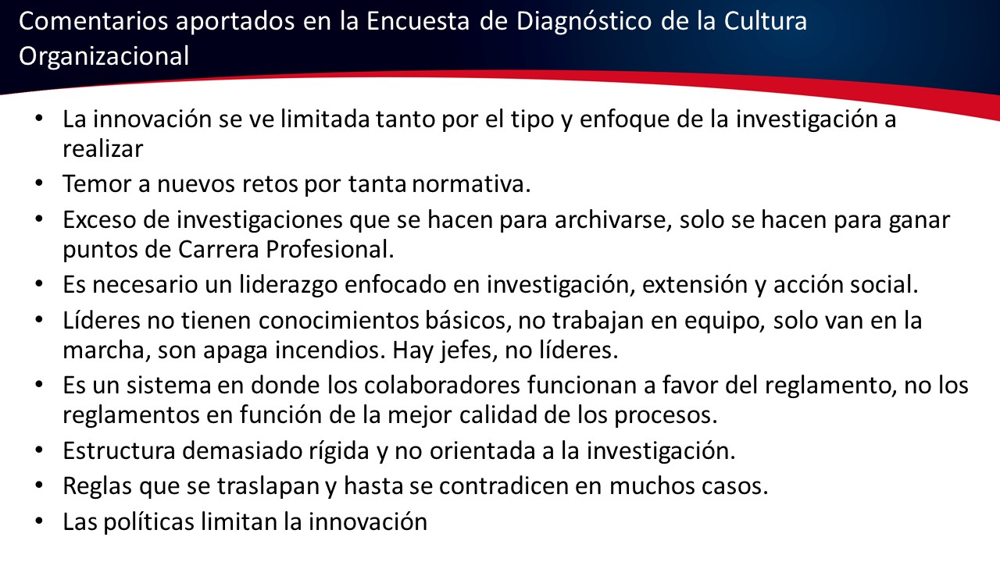 Comentarios aportados en la Encuesta de Diagnóstico de la Cultura
Organizacional
• La innovación se ve limitada tanto por el tipo y enfoque de la investigación a
realizar
• Temor a nuevos retos por tanta normativa.
• Exceso de investigaciones que se hacen para archivarse, solo se hacen para ganar
puntos de Carrera Profesional.
• Es necesario un liderazgo enfocado en investigación, extensión y acción social.
• Líderes no tienen conocimientos básicos, no trabajan en equipo, solo van en la
marcha, son apaga incendios. Hay jefes, no líderes.
• Es un sistema en donde los colaboradores funcionan a favor del reglamento, no los
reglamentos en función de la mejor calidad de los procesos.
• Estructura demasiado rígida y no orientada a la investigación.
• Reglas que se traslapan y hasta se contradicen en muchos casos.
• Las políticas limitan la innovación